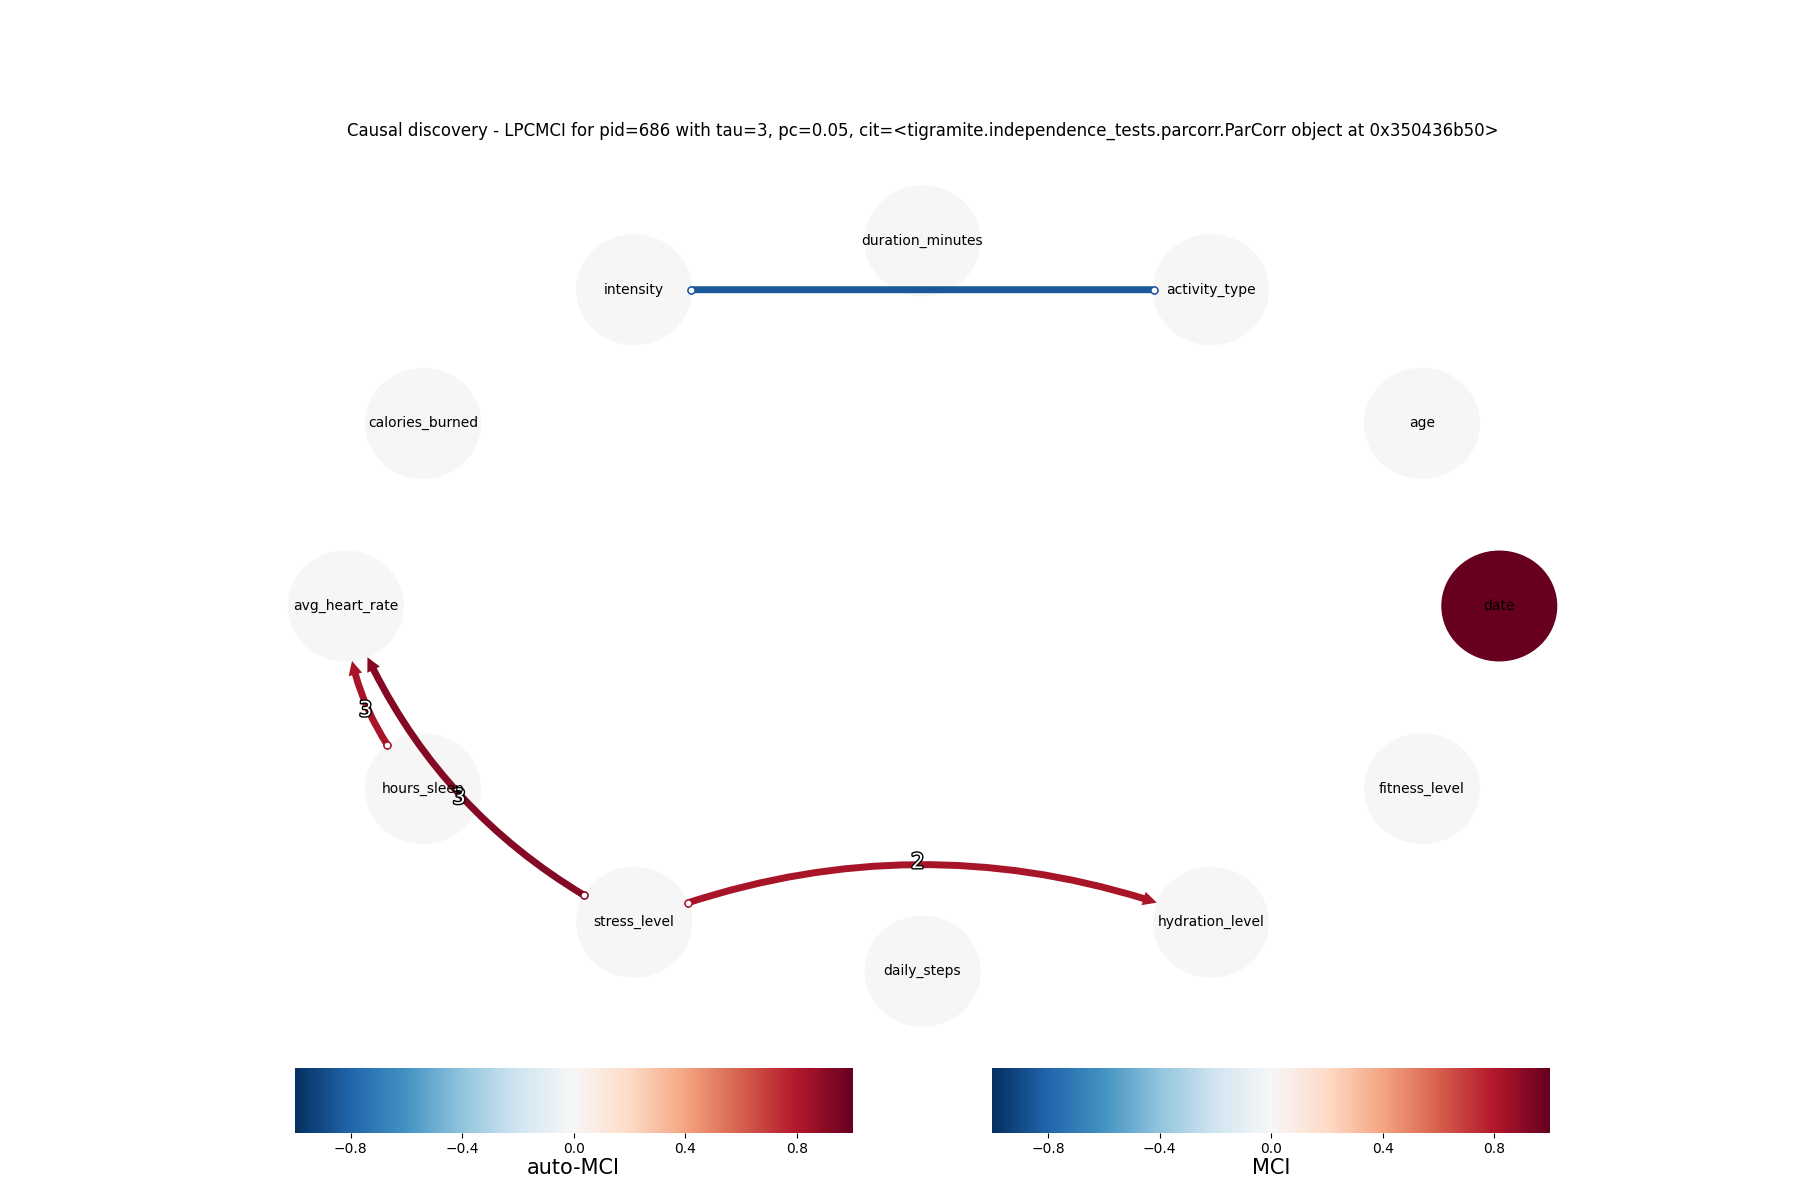 Causal discovery - LPCMCI for pid=686 with tau=3, pc=0.05, cit=<tigramite.independence_tests.parcorr.ParCorr object at 0x350436b50>
duration_minutes
intensity
activity_type
calories_burned
age
avg_heart_rate
date
3
hours_sleep
3
fitness_level
2
stress_level
hydration_level
daily_steps
−0.8 −0.4 0.0 0.4 0.8
auto-MCI
−0.8 −0.4 0.0 0.4 0.8
MCI